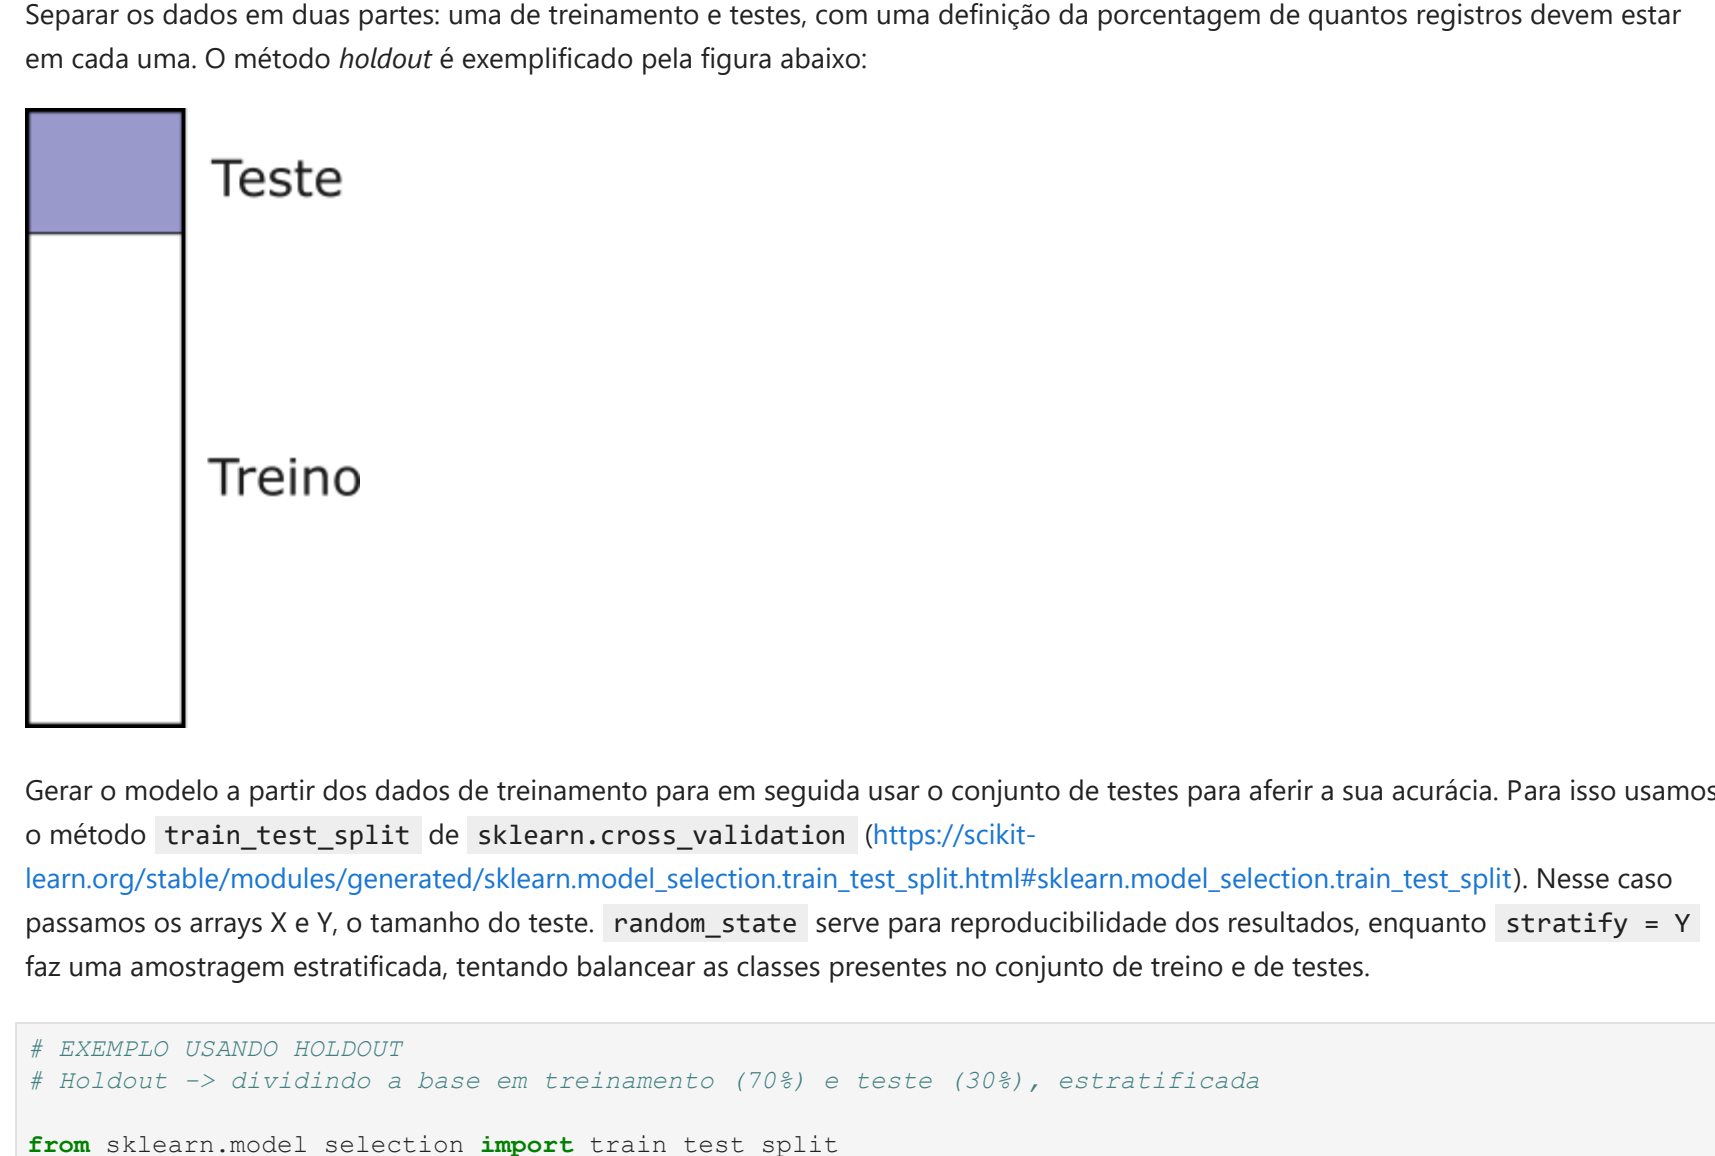 Separar os dados em duas partes: uma de treinamento e testes, com uma definição da porcentagem de quantos registros devem estar
em cada uma. O método holdout é exemplificado pela figura abaixo:
Teste
Treino
Gerar o modelo a partir dos dados de treinamento para em seguida usar o conjunto de testes para aferir a sua acurácia. Para isso usamos
o método train_test_split de sklearn.cross_validation (https://scikit-
learn.org/stable/modules/generated/sklearn.model_selection.train_test_split.html#sklearn.model_selection.train_test_split). Nesse caso
passamos os arrays X e Y, o tamanho do teste. random_state serve para reproducibilidade dos resultados, enquanto stratify = Y
faz uma amostragem estratificada, tentando balancear as classes presentes no conjunto de treino e de testes.
# EXEMPLO USANDO HOLDOUT
# Holdout -> dividindo a base em treinamento (70%) e teste (30%), estratificada
from sklearn.model_selection import train_test_split